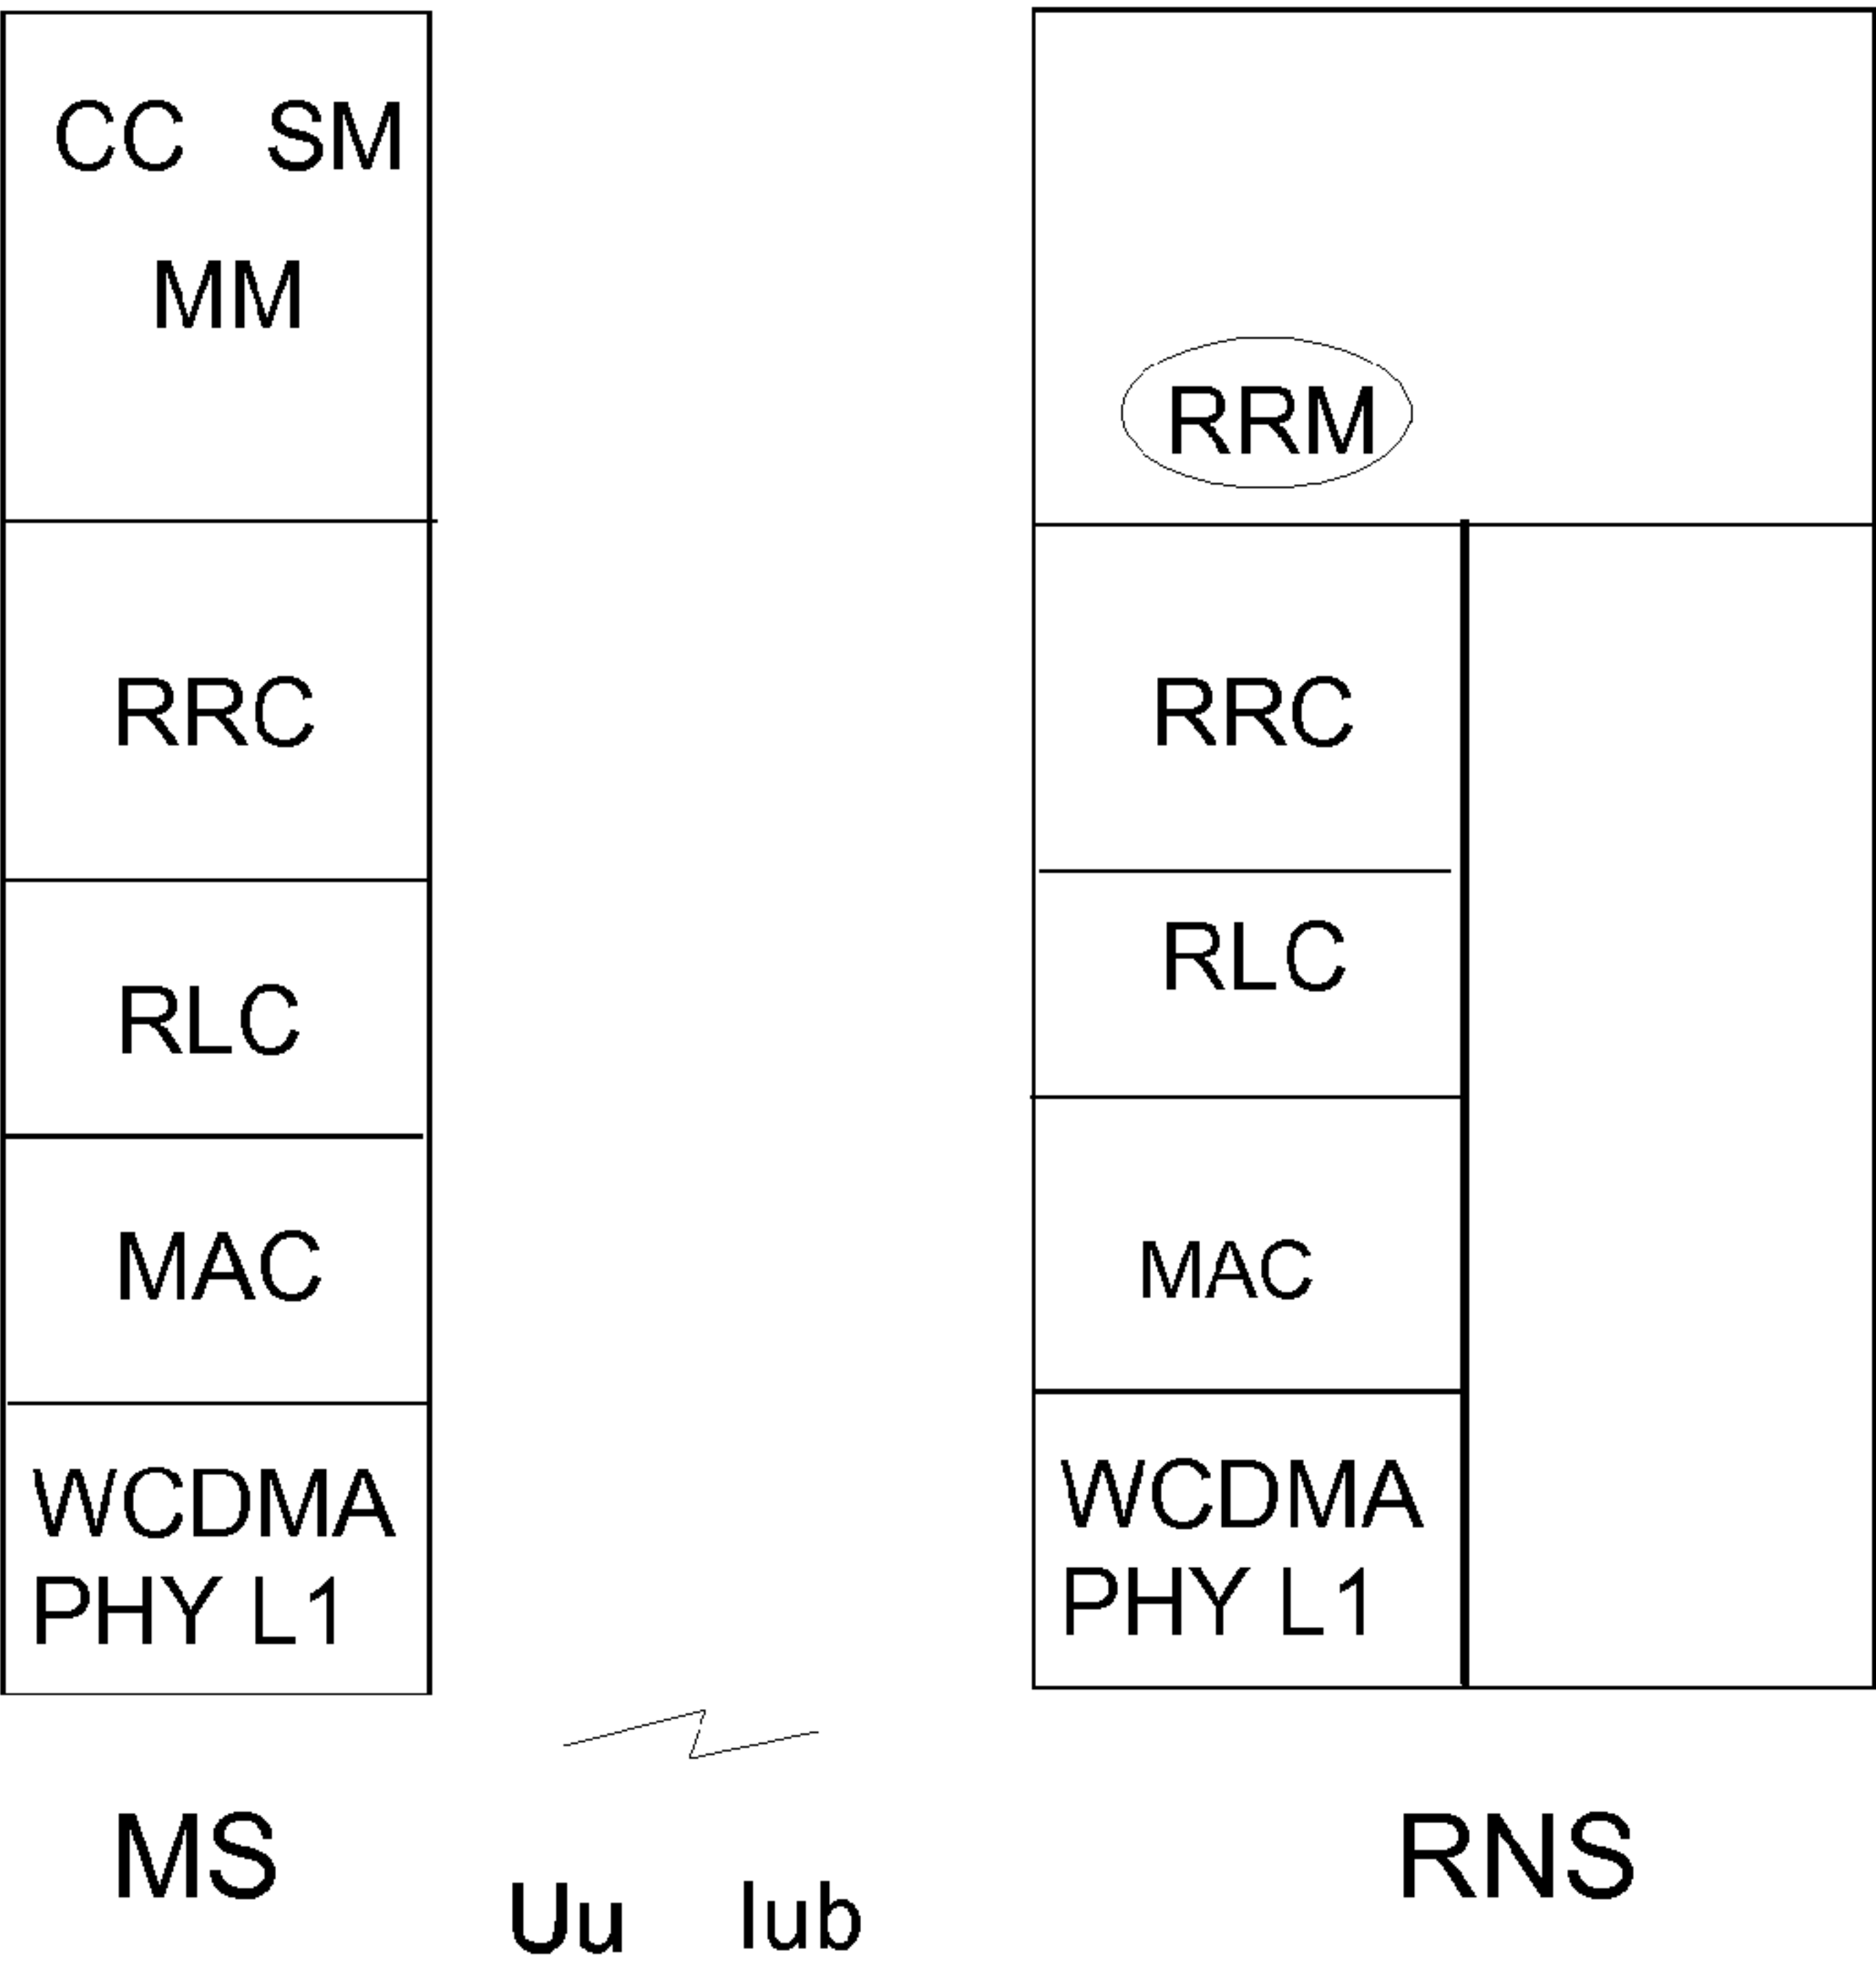 CC SM
MM
RRC
RLC
MAC
WCDMA
PHY L1
MS
Uu Iub
RRM
RRC
RLC
MAC
WCDMA
PHY L1
RNS